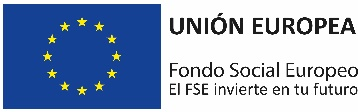 UNIÓN EUROPEA
Fondo Social Europeo
El FSE invierte en tu futuro